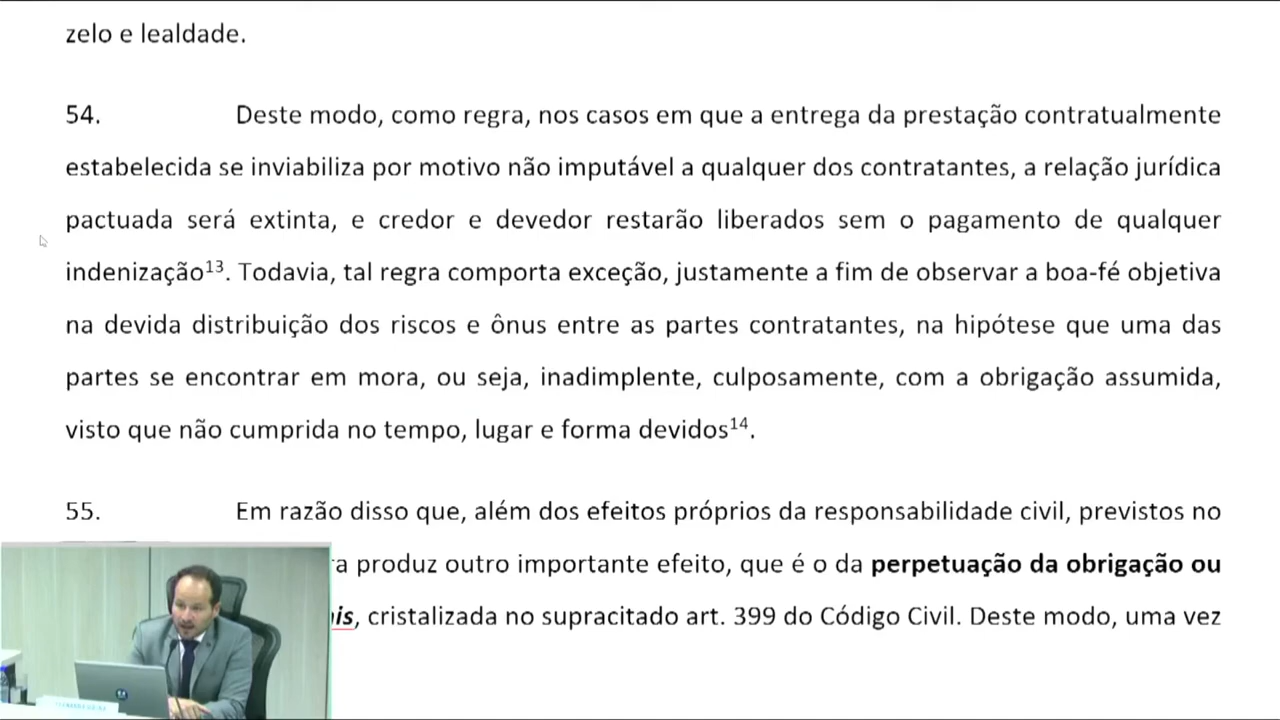 zelo e lealdade.
54. Deste modo, como regra, nos casos em que a entrega da prestação contratualmente
estabelecida se inviabiliza por motivo não imputável a qualquer dos contratantes, a relação jurídica
pactuada será extinta, e credor e devedor restarão liberados sem o pagamento de qualquer
indenização¹³. Todavia, tal regra comporta exceção, justamente a fim de observar a boa-fé objetiva
na devida distribuição dos riscos e ônus entre as partes contratantes, na hipótese que uma das
partes se encontrar em mora, ou seja, inadimplente, culposamente, com a obrigação assumida,
visto que não cumprida no tempo, lugar e forma devidos¹⁴.
55. Em razão disso que, além dos efeitos próprios da responsabilidade civil, previstos no
ra produz outro importante efeito, que é o da perpetuação da obrigação ou
is, cristalizada no supracitado art. 399 do Código Civil. Deste modo, uma vez